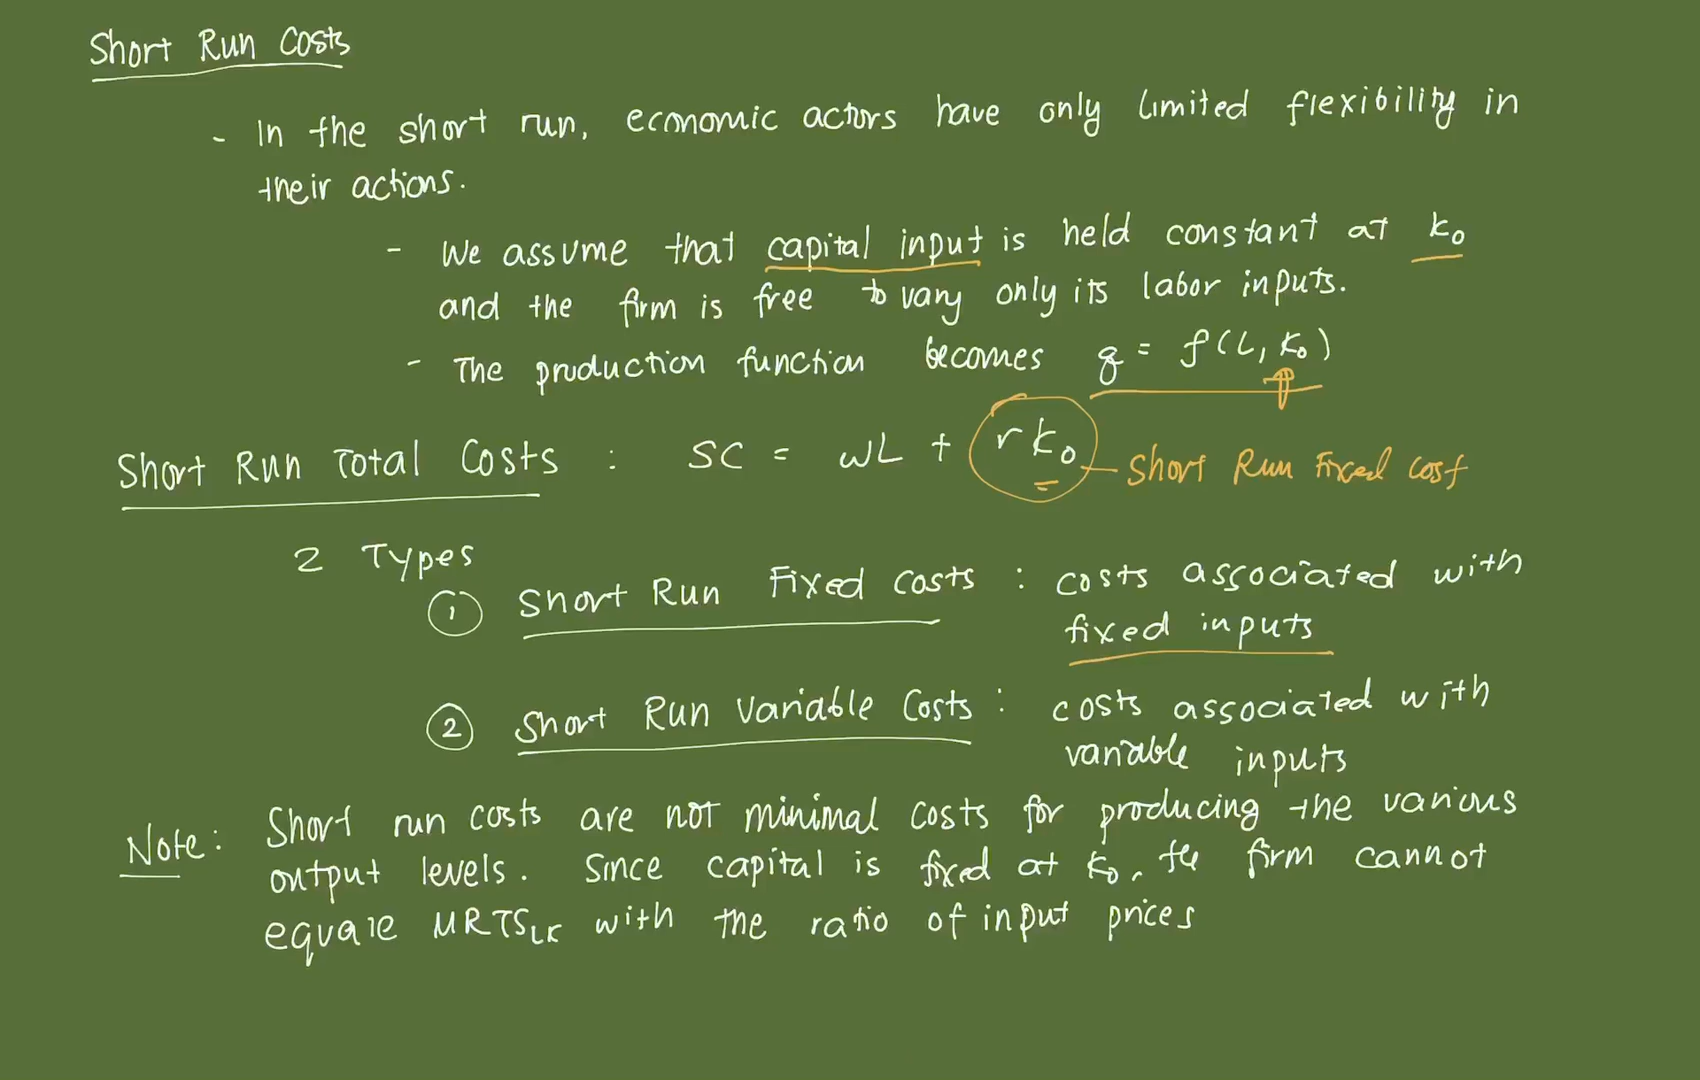 Short Run Costs
- In the short run, economic actors have only limited flexibility in
their actions.
- We assume that capital input is held constant at k₀
and the firm is free to vary only its labor inputs.
- The production function becomes q = f(L, k₀)
Short Run Total Costs : SC = wL + rk₀ - Short Run Fixed Cost
2 Types
① Short Run Fixed Costs : costs associated with
fixed inputs
② Short Run Variable Costs : costs associated with
variable inputs
Note: Short run costs are not minimal costs for producing the various
output levels. Since capital is fixed at k₀, the firm cannot
equate MRTS_LK with the ratio of input prices